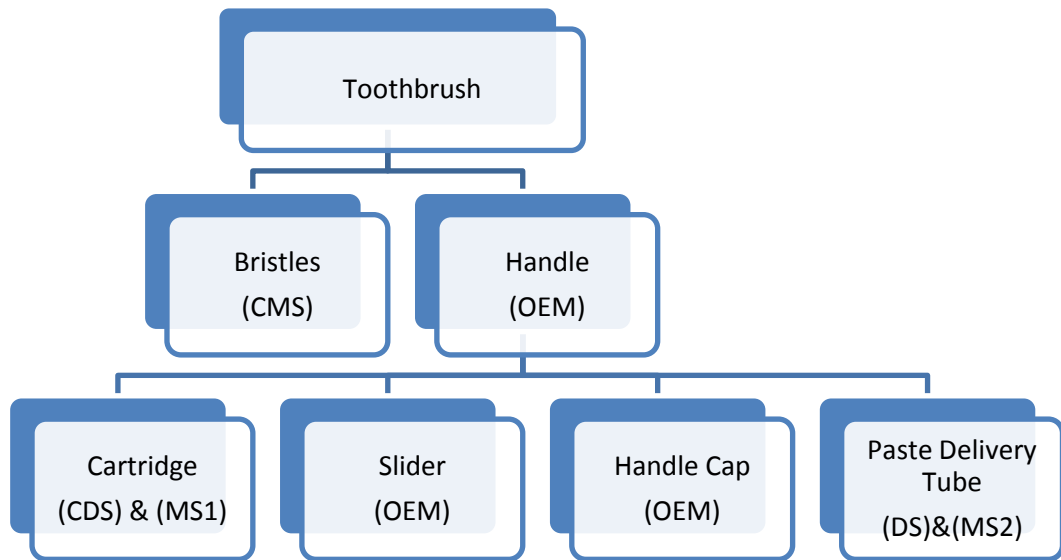 Toothbrush
Bristles
(CMS)
Handle
(OEM)
Cartridge
(CDS) & (MS1)
Slider
(OEM)
Handle Cap
(OEM)
Paste Delivery
Tube
(DS)&(MS2)